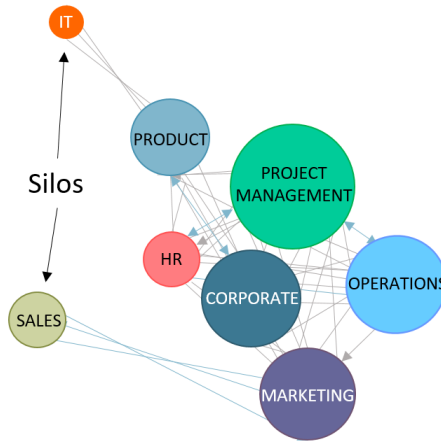 IT
PRODUCT
PROJECT
MANAGEMENT
Silos
HR
CORPORATE
OPERATIONS
SALES
MARKETING